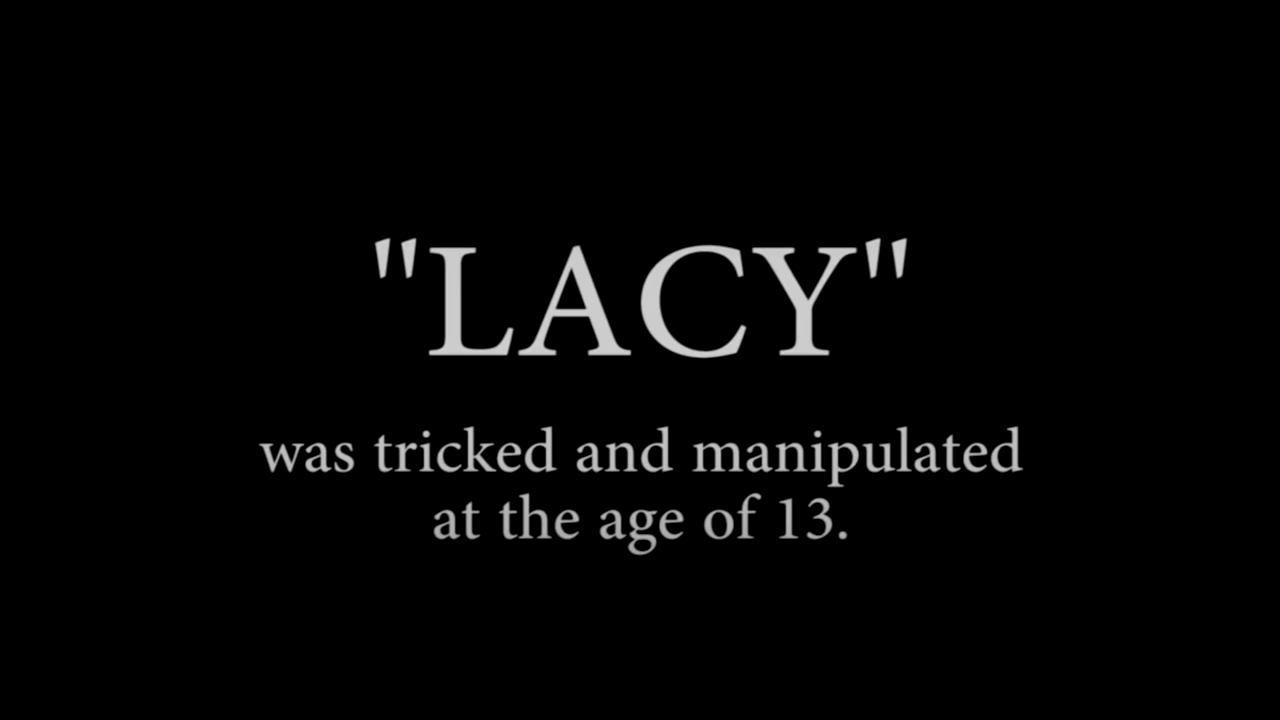 "LACY"
was tricked and manipulated
at the age of 13.